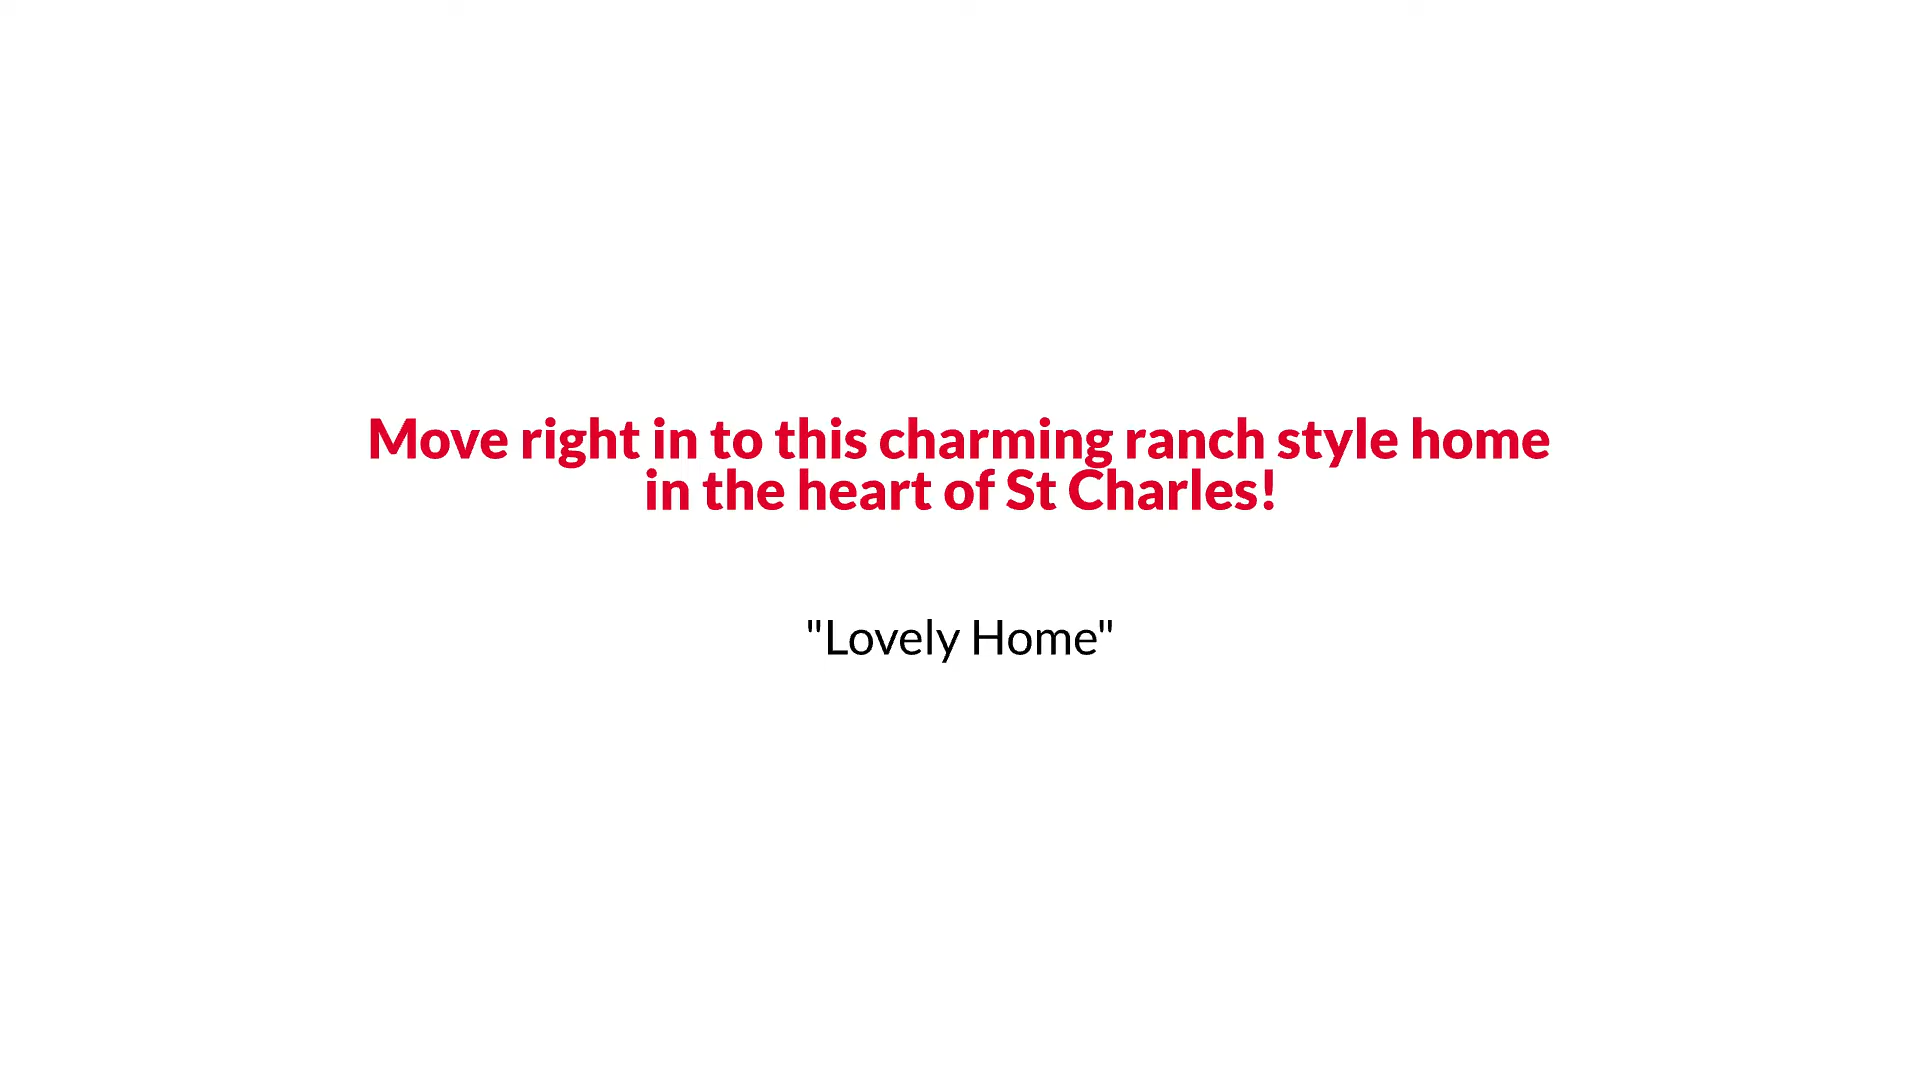 Move right in to this charming ranch style home
in the heart of St Charles!
"Lovely Home"